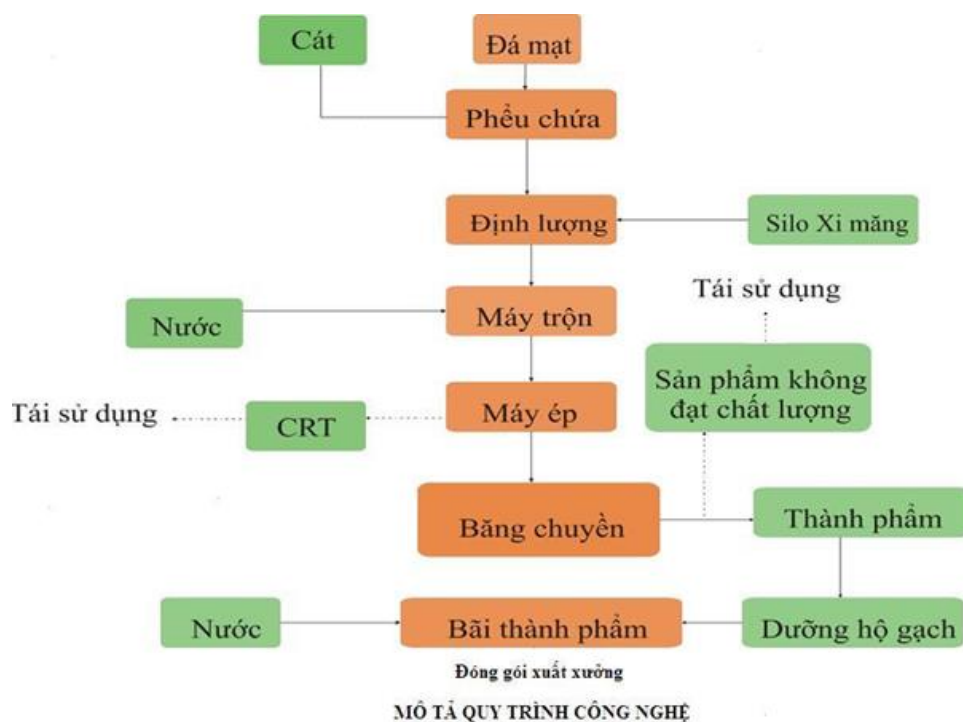 Cát
Đá mạt
Phểu chứa
Định lượng
Silo Xi măng
Tái sử dụng
Nước
Máy trộn
Sản phẩm không
đạt chất lượng
Tái sử dụng
CRT
Máy ép
Băng chuyền
Thành phẩm
Nước
Bãi thành phẩm
Dưỡng hộ gạch
Đóng gói xuất xưởng
MÔ TẢ QUY TRÌNH CÔNG NGHỆ